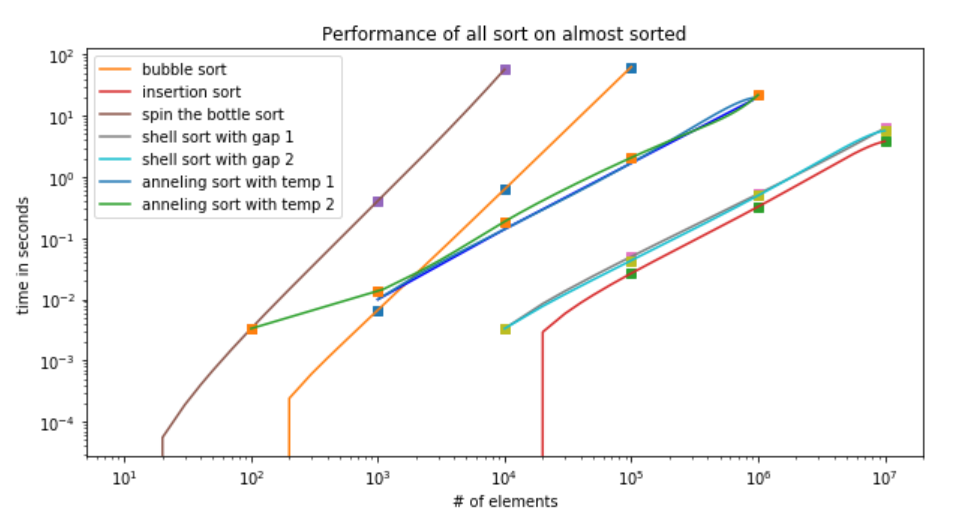 Performance of all sort on almost sorted
bubble sort
insertion sort
spin the bottle sort
shell sort with gap 1
shell sort with gap 2
anneling sort with temp 1
anneling sort with temp 2
time in seconds
10²
10¹
10⁰
10⁻¹
10⁻²
10⁻³
10⁻⁴
10¹ 10² 10³ 10⁴ 10⁵ 10⁶ 10⁷
# of elements